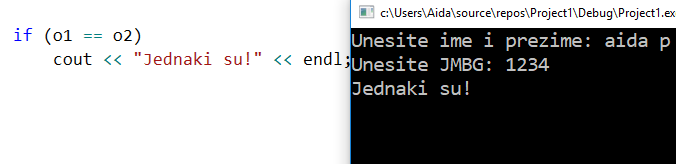 if (o1 == o2)
cout << "Jednaki su!" << endl;
c:\Users\Aida\source\repos\Project1\Debug\Project1.ex
Unesite ime i prezime: aida p
Unesite JMBG: 1234
Jednaki su!